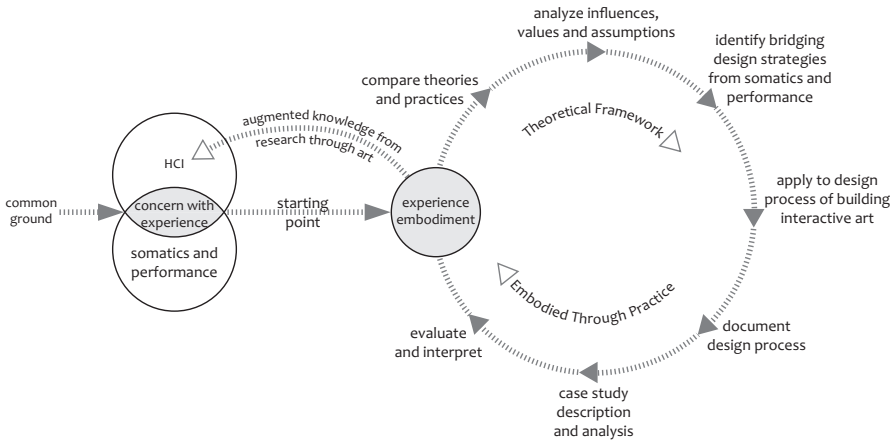 analyze influences,
values and assumptions
identify bridging
design strategies
from somatics and
performance
compare theories
and practices
augmented knowledge from
research through art
Theoretical Framework
HCI
common
ground
concern with
experience
starting
point
experience
embodiment
apply to design
process of building
interactive art
somatics and
performance
Embodied Through Practice
evaluate
and interpret
document
design process
case study
description
and analysis